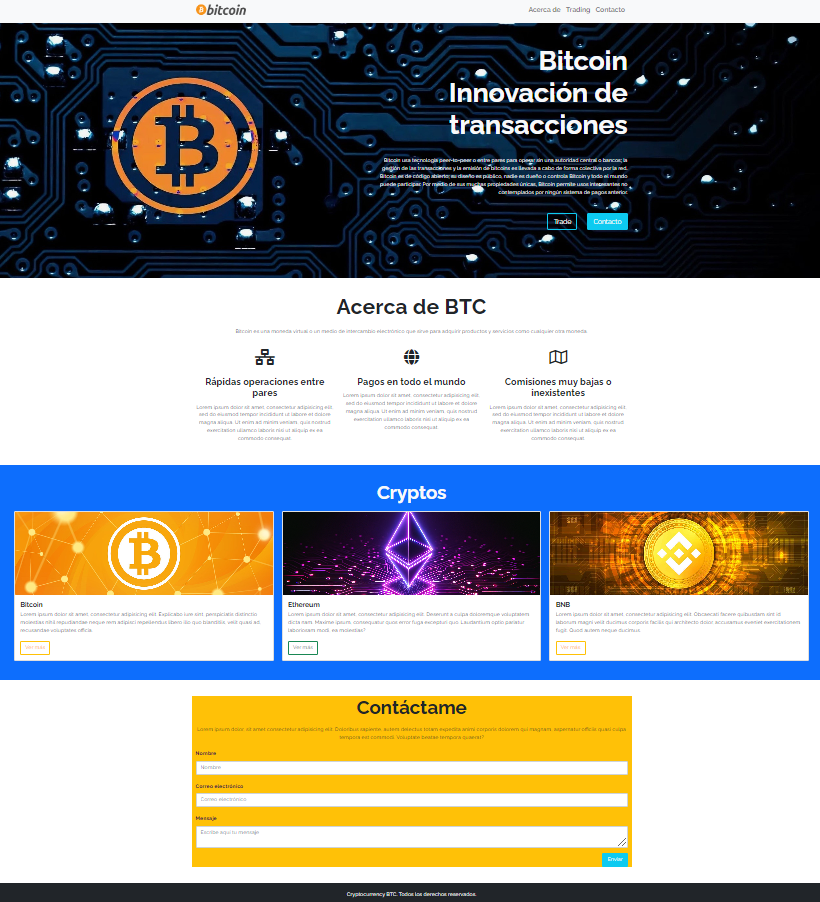 bitcoin
Acerca de Trading Contacto
Bitcoin
Innovación de
transacciones
Bitcoin usa tecnología peer-to-peer o entre pares para operar sin una autoridad central o bancos; la
gestión de las transacciones y la emisión de bitcoins es llevada a cabo de forma colectiva por la red.
Bitcoin es de código abierto; su diseño es público, nadie es dueño o controla Bitcoin y todo el mundo
puede participar. Por medio de sus muchas propiedades únicas, Bitcoin permite usos interesantes no
contemplados por ningún sistema de pagos anterior.
Trade Contacto
Acerca de BTC
Bitcoin es una moneda virtual o un medio de intercambio electrónico que sirve para adquirir productos y servicios como cualquier otra moneda.
Rápidas operaciones entre
pares
Lorem ipsum dolor sit amet, consectetur adipisicing elit,
sed do eiusmod tempor incididunt ut labore et dolore
magna aliqua. Ut enim ad minim veniam, quis nostrud
exercitation ullamco laboris nisi ut aliquip ex ea
commodo consequat.
Pagos en todo el mundo
Lorem ipsum dolor sit amet, consectetur adipisicing elit,
sed do eiusmod tempor incididunt ut labore et dolore
magna aliqua. Ut enim ad minim veniam, quis nostrud
exercitation ullamco laboris nisi ut aliquip ex ea
commodo consequat.
Comisiones muy bajas o
inexistentes
Lorem ipsum dolor sit amet, consectetur adipisicing elit,
sed do eiusmod tempor incididunt ut labore et dolore
magna aliqua. Ut enim ad minim veniam, quis nostrud
exercitation ullamco laboris nisi ut aliquip ex ea
commodo consequat.
Cryptos
Bitcoin
Lorem ipsum dolor sit amet, consectetur adipisicing elit. Explicabo iure sint, perspiciatis distinctio
molestias nihil repudiandae neque rem adipisci repellendus libero illo quo blanditiis, velit quasi ad
recusandae voluptates officia.
Ver más
Ethereum
Lorem ipsum dolor sit amet, consectetur adipisicing elit. Deserunt a culpa doloremque voluptatem
dicta nam. Maxime ipsum, consequatur quos error fuga excepturi quo. Laudantium optio pariatur
laboriosam modi, ea molestias?
Ver más
BNB
Lorem ipsum dolor sit amet, consectetur adipisicing elit. Obcaecati facere quibusdam sint id
laborum magni velit ducimus corporis facilis qui architecto dolor accusamus eveniet exercitationem
fugit. Quod autem neque ducimus.
Ver más
Contáctame
Lorem ipsum dolor sit amet consectetur adipisicing elit. Doloribus sapiente, autem delectus totam expedita animi corporis dolorem qui magnam, aspernatur officia quasi culpa
tempora est commodi. Voluptate beatae tempora quaerat?
Nombre
Nombre
Correo electrónico
Correo electrónico
Mensaje
Escribe aquí tu mensaje
Enviar
Cryptocurrency BTC. Todos los derechos reservados.